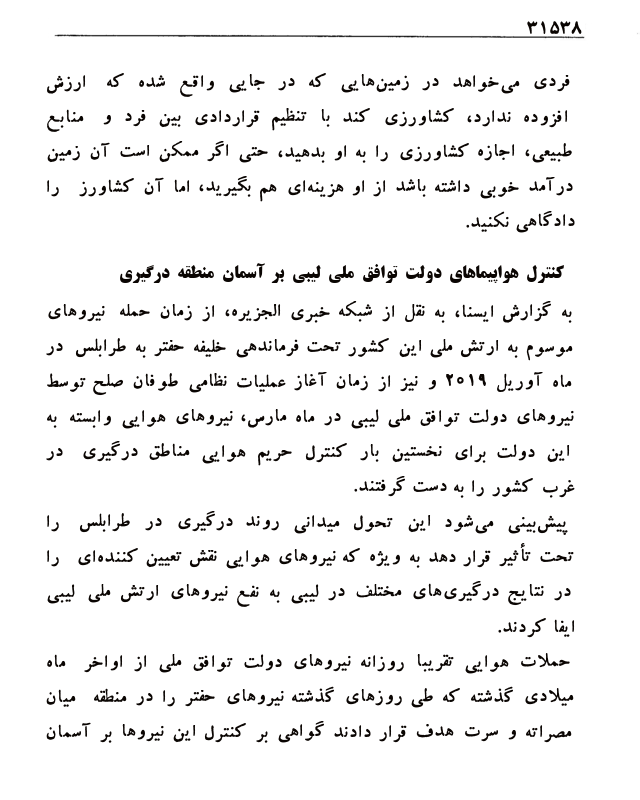 ۳۱۵۳۸
فردی می‌خواهد در زمین‌هایی که در جایی واقع شده که ارزش
افزوده ندارد، کشاورزی کند با تنظیم قراردادی بین فرد و منابع
طبیعی، اجازه کشاورزی را به او بدهید، حتی اگر ممکن است آن زمین
درآمد خوبی داشته باشد از او هزینه‌ای هم بگیرید، اما آن کشاورز را
دادگاهی نکنید.
کنترل هواپیماهای دولت توافق ملی لیبی بر آسمان منطقه درگیری
به گزارش ایسنا، به نقل از شبکه خبری الجزیره، از زمان حمله نیروهای
موسوم به ارتش ملی این کشور تحت فرماندهی خلیفه حفتر به طرابلس در
ماه آوریل ۲۰۱۹ و نیز از زمان آغاز عملیات نظامی طوفان صلح توسط
نیروهای دولت توافق ملی لیبی در ماه مارس، نیروهای هوایی وابسته به
این دولت برای نخستین بار کنترل حریم هوایی مناطق درگیری در
غرب کشور را به دست گرفتند.
پیش‌بینی می‌شود این تحول میدانی روند درگیری در طرابلس را
تحت تأثیر قرار دهد به ویژه که نیروهای هوایی نقش تعیین کننده‌ای را
در نتایج درگیری‌های مختلف در لیبی به نفع نیروهای ارتش ملی لیبی
ایفا کردند.
حملات هوایی تقریبا روزانه نیروهای دولت توافق ملی از اواخر ماه
میلادی گذشته که طی روزهای گذشته نیروهای حفتر را در منطقه میان
مصراته و سرت هدف قرار دادند گواهی بر کنترل این نیروها بر آسمان